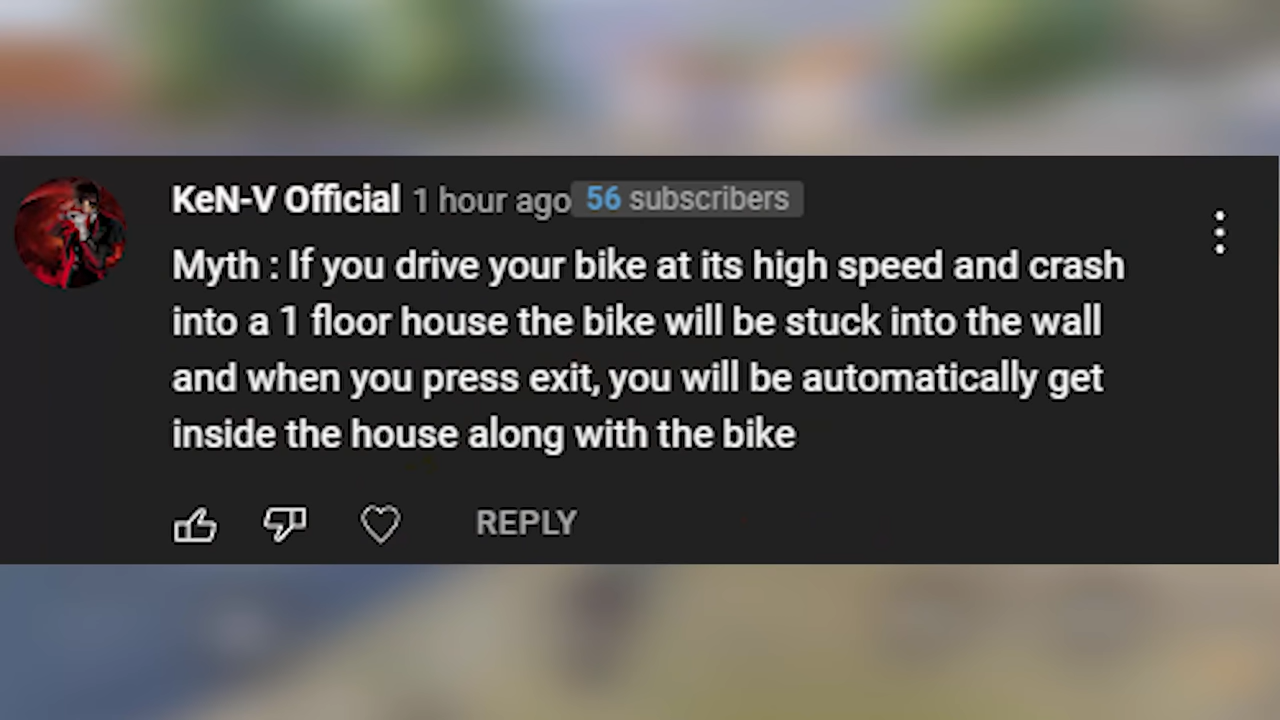 KeN-V Official 1 hour ago 56 subscribers
Myth : If you drive your bike at its high speed and crash
into a 1 floor house the bike will be stuck into the wall
and when you press exit, you will be automatically get
inside the house along with the bike
REPLY